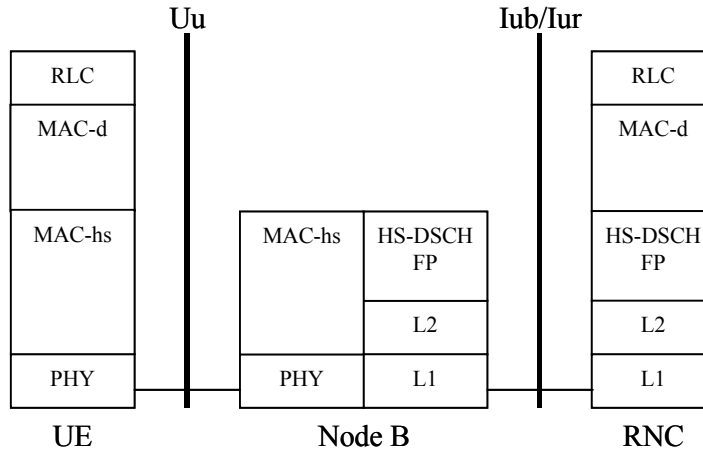 Uu
Iub/Iur
RLC
MAC-d
MAC-hs
PHY
UE
MAC-hs
PHY
HS-DSCH
FP
L2
L1
Node B
RLC
MAC-d
HS-DSCH
FP
L2
L1
RNC